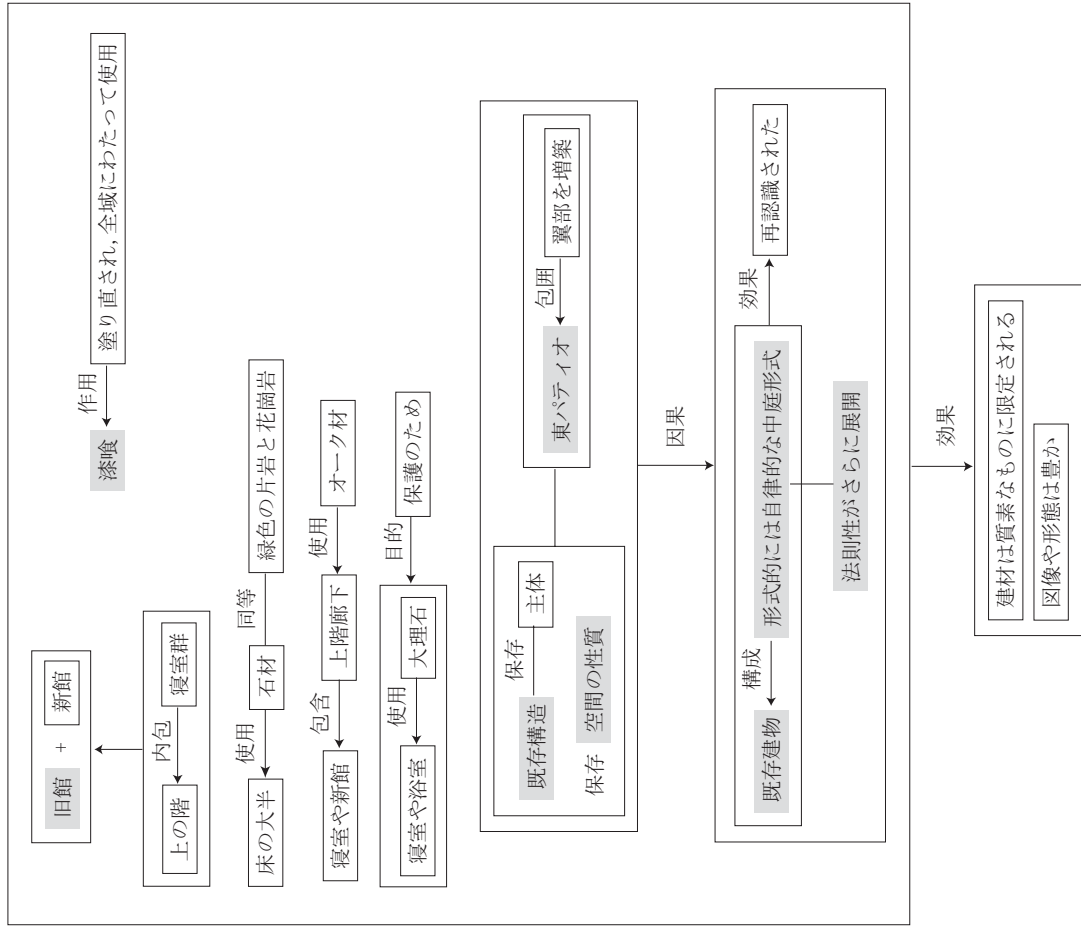 旧館 + 新館
作用
漆喰
塗り直され,全域にわたって使用
内包
上の階
寝室群
使用
同等
床の大半
石材
緑色の片岩と花崗岩
包含
使用
寝室や新館
上階廊下
オーク材
使用
目的
寝室や浴室
大理石
保護のため
保存
既存構造
主体
保存
空間の性質
包囲
東パティオ
翼部を増築
因果
構成
効果
既存建物
形式的には自律的な中庭形式
再認識された
法則性がさらに展開
効果
建材は質素なものに限定される
図像や形態は豊か